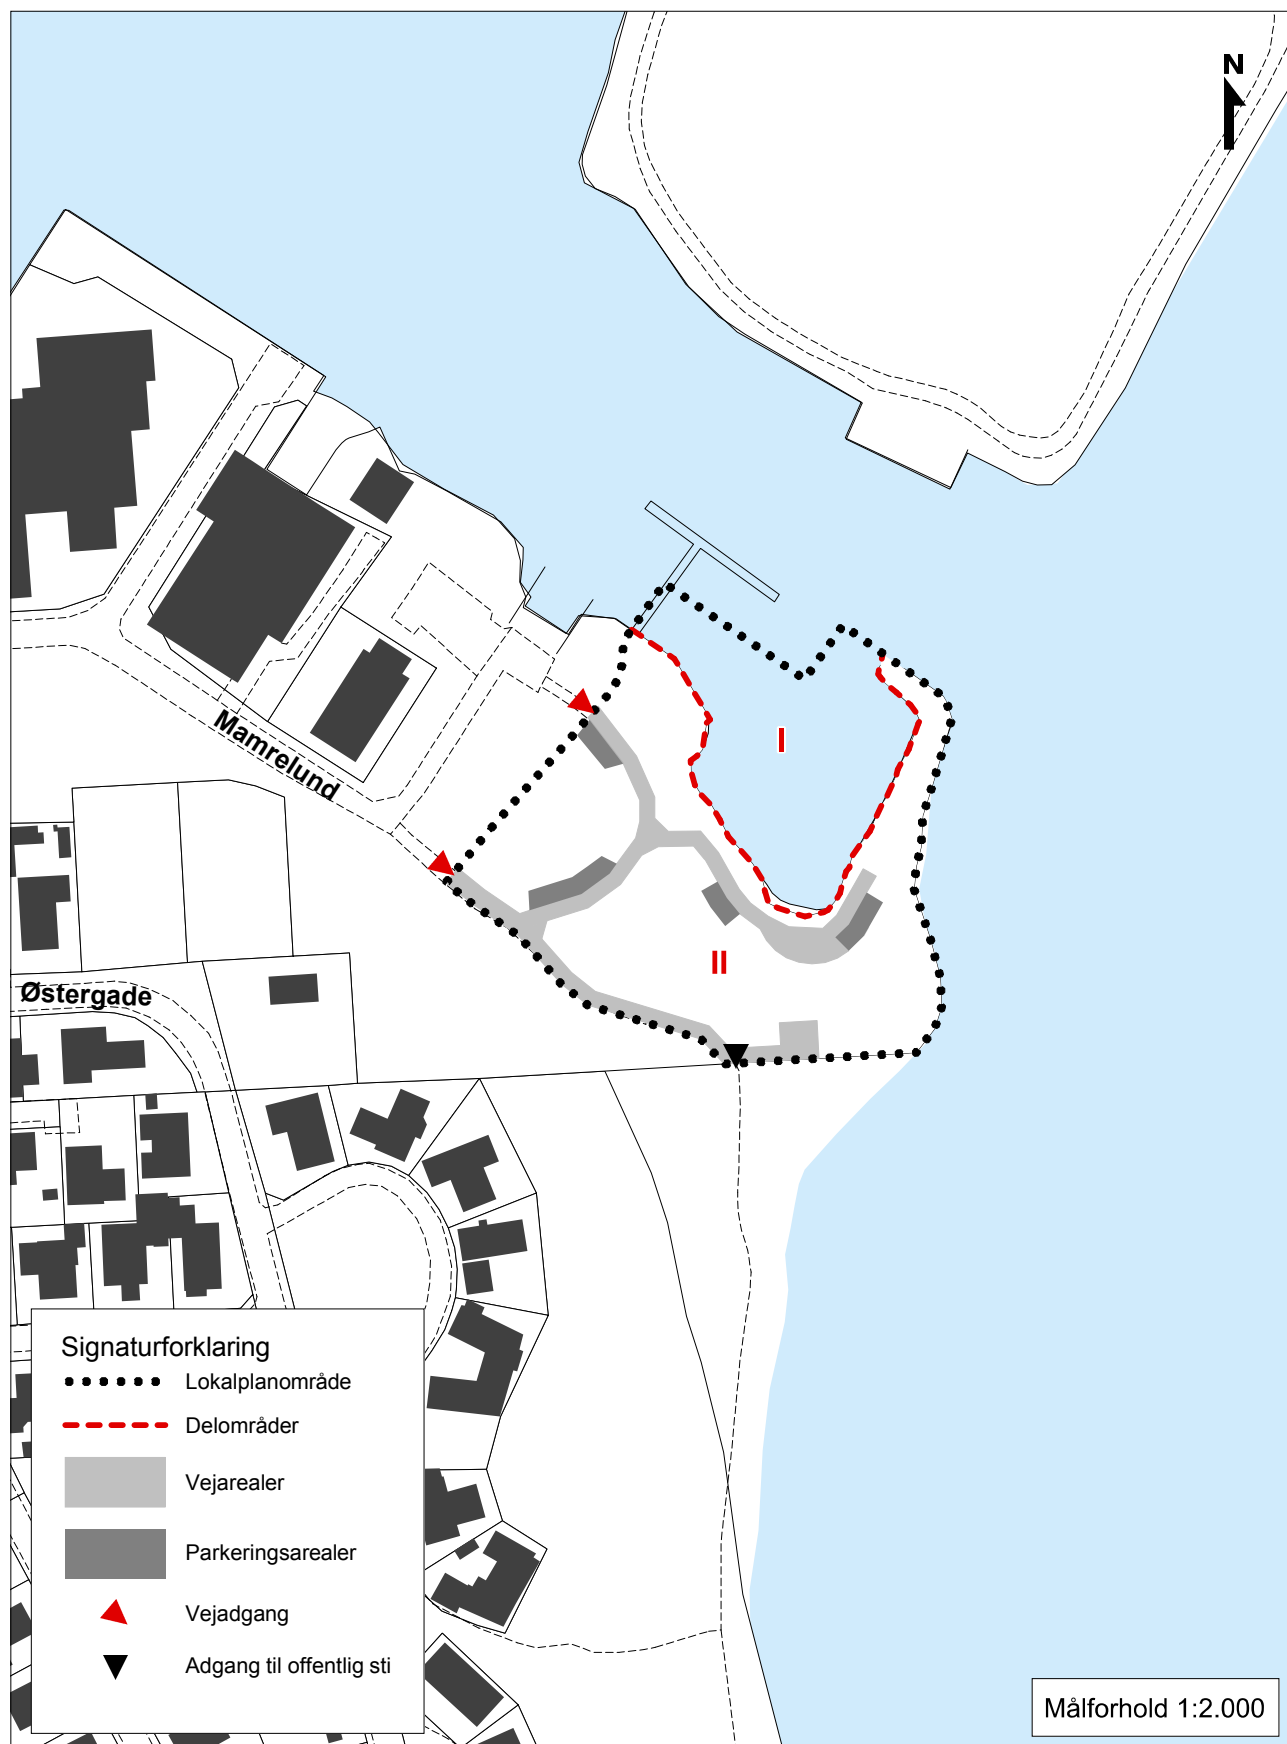 N
Mamrelund
I
II
Østergade
Signaturforklaring
Lokalplanområde
Delområder
Vejarealer
Parkeringsarealer
Vejadgang
Adgang til offentlig sti
Målforhold 1:2.000